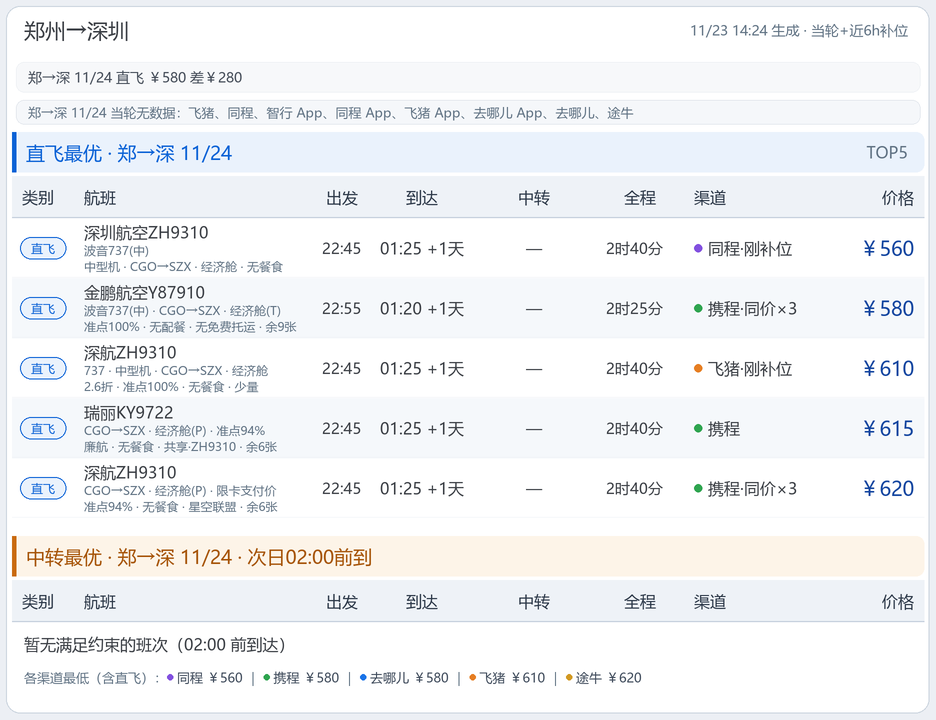 郑州→深圳
11/23 14:24 生成 · 当轮+近6h补位
郑→深 11/24 直飞 ¥580 差¥280
郑→深 11/24 当轮无数据：飞猪、同程、智行 App、同程 App、飞猪 App、去哪儿 App、去哪儿、途牛
直飞最优 · 郑→深 11/24 TOP5
类别 航班 出发 到达 中转 全程 渠道 价格
深圳航空ZH9310
波音737(中)
直飞 22:45 01:25 +1天 — 2时40分 同程·刚补位 ¥560
中型机 · CGO→SZX · 经济舱 · 无餐食
金鹏航空Y87910
波音737(中) · CGO→SZX · 经济舱(T)
直飞 22:55 01:20 +1天 — 2时25分 携程·同价×3 ¥580
准点100% · 无配餐 · 无免费托运 · 余9张
深航ZH9310
737 · 中型机 · CGO→SZX · 经济舱
直飞 22:45 01:25 +1天 — 2时40分 飞猪·刚补位 ¥610
2.6折 · 准点100% · 无餐食 · 少量
瑞丽KY9722
CGO→SZX · 经济舱(P) · 准点94%
直飞 22:45 01:25 +1天 — 2时40分 携程 ¥615
廉航 · 无餐食 · 共享·ZH9310 · 余6张
深航ZH9310
CGO→SZX · 经济舱(P) · 限卡支付价
直飞 22:45 01:25 +1天 — 2时40分 携程·同价×3 ¥620
准点94% · 无餐食 · 星空联盟 · 余6张
中转最优 · 郑→深 11/24 · 次日02:00前到
类别 航班 出发 到达 中转 全程 渠道 价格
暂无满足约束的班次（02:00 前到达）
各渠道最低（含直飞）: 同程 ¥560 | 携程 ¥580 | 去哪儿 ¥580 | 飞猪 ¥610 | 途牛 ¥620